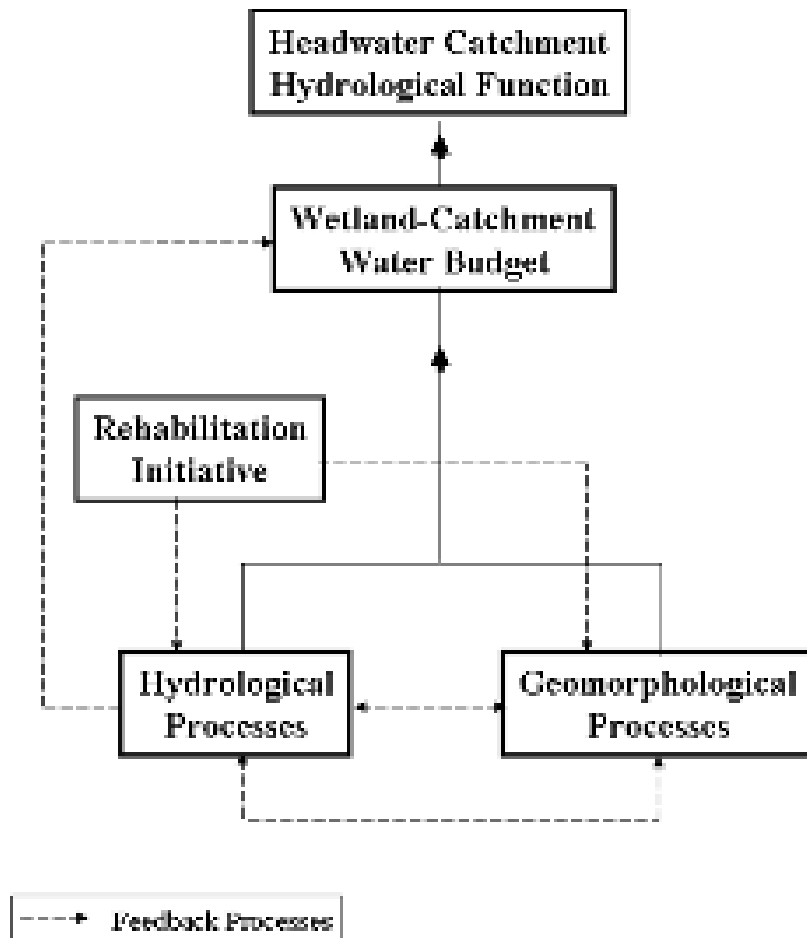 Headwater Catchment
Hydrological Function
Wetland-Catchment
Water Budget
Rehabilitation
Initiative
Hydrological
Processes
Geomorphological
Processes
Feedback Processes